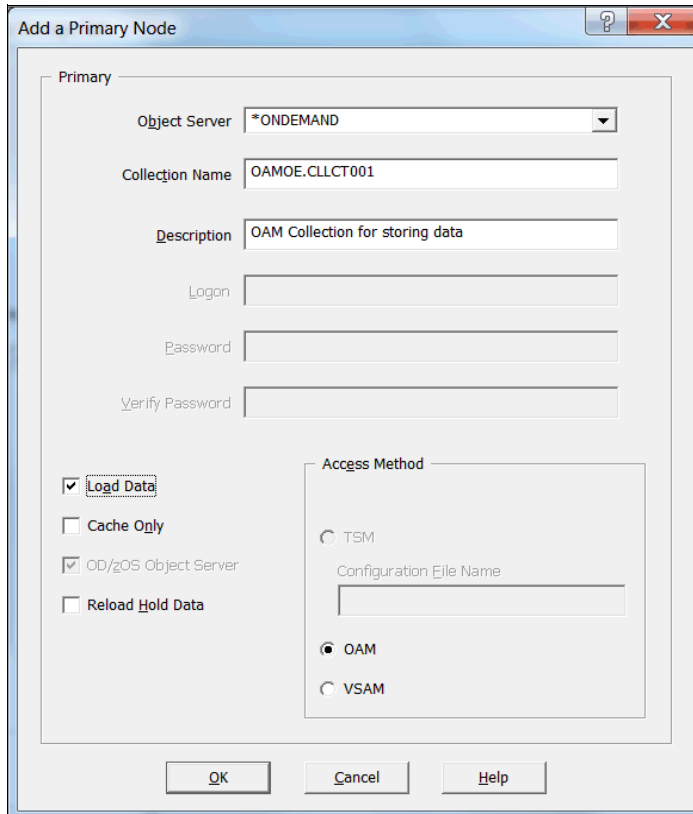 Add a Primary Node
Primary
Object Server *ONDEMAND
Collection Name OAMOE.CLLCT001
Description OAM Collection for storing data
Logon
Password
Verify Password
Load Data
Cache Only
OD/zOS Object Server
Reload Hold Data
Access Method
TSM
Configuration File Name
OAM
VSAM
OK Cancel Help